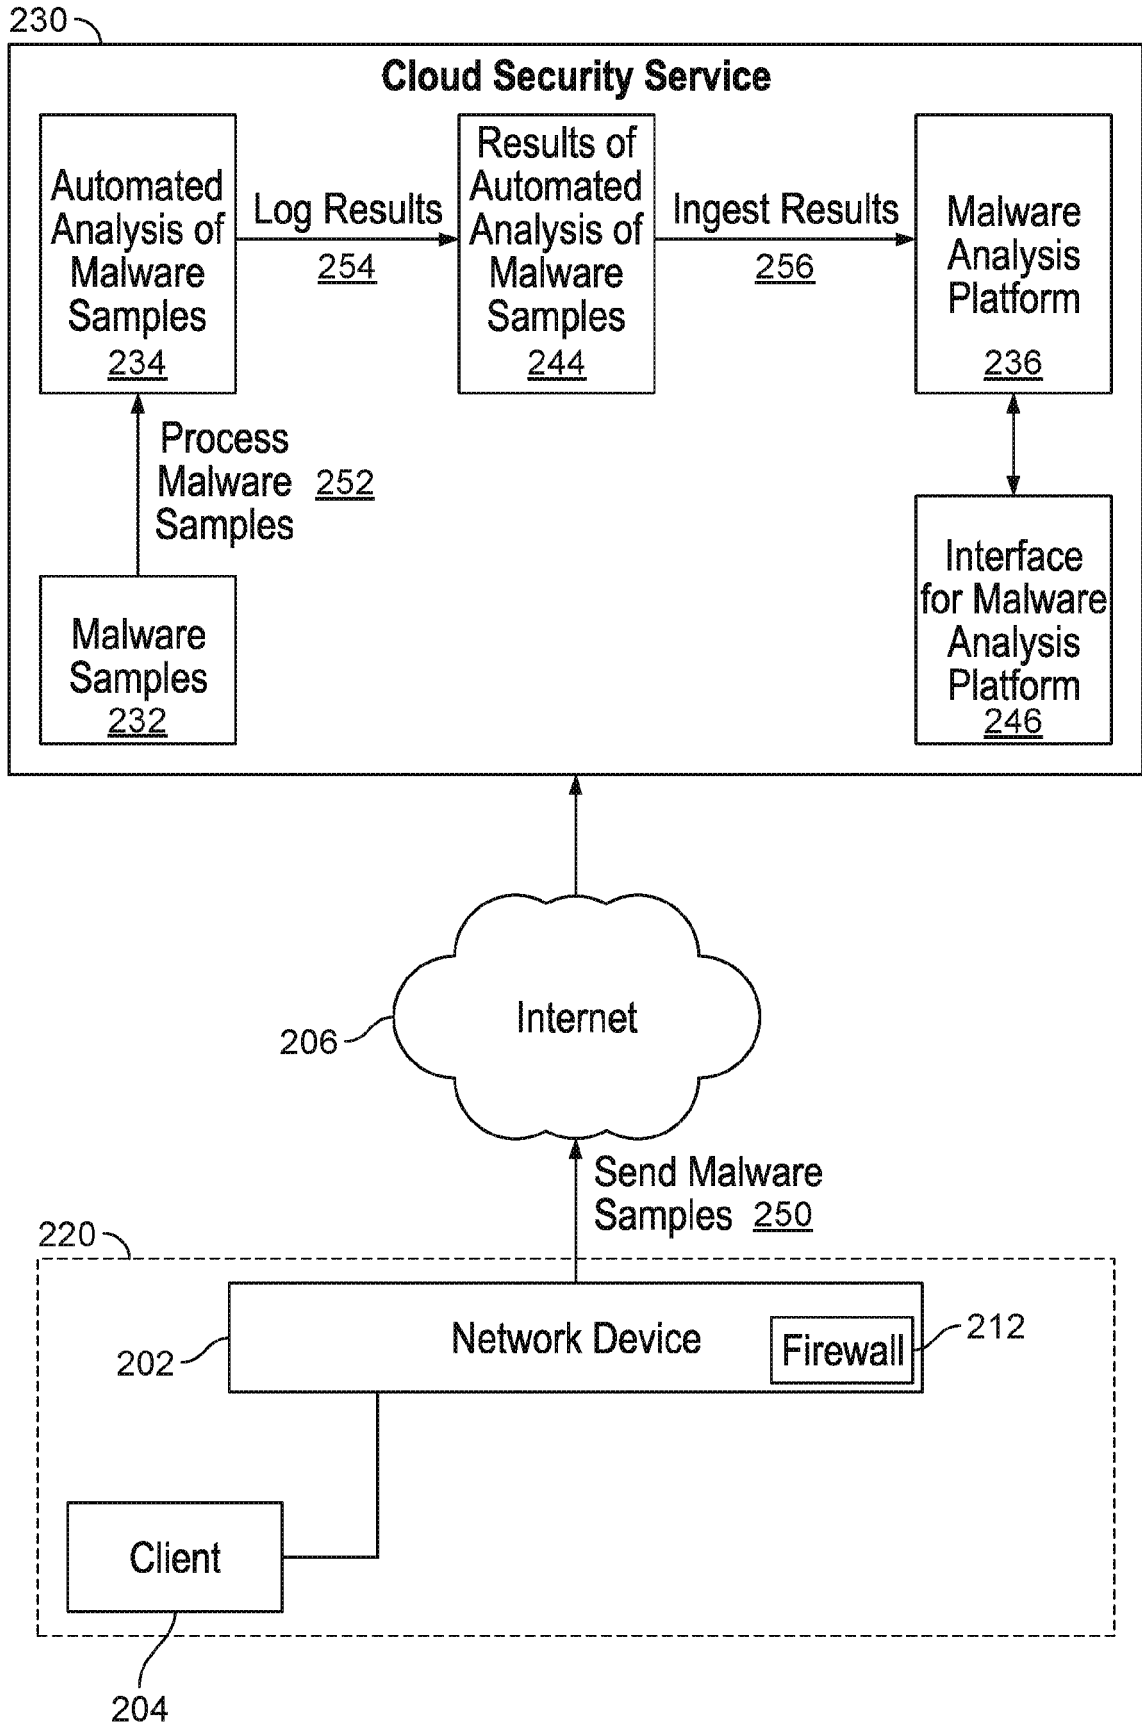 230
Cloud Security Service
Automated
Analysis of
Malware
Samples
234
Log Results
254
Results of
Automated
Analysis of
Malware
Samples
244
Ingest Results
256
Malware
Analysis
Platform
236
Process
Malware 252
Samples
Malware
Samples
232
Interface
for Malware
Analysis
Platform
246
Internet
206
Send Malware
Samples 250
220
Network Device
202
Firewall
212
Client
204